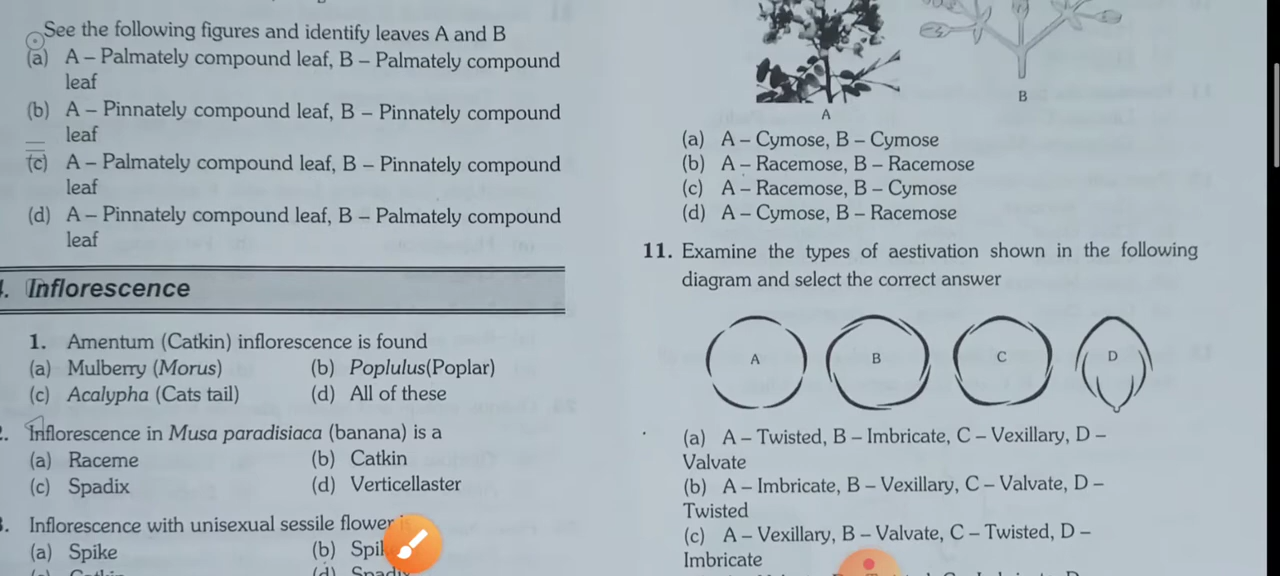 See the following figures and identify leaves A and B
(a) A – Palmately compound leaf, B – Palmately compound
leaf
(b) A – Pinnately compound leaf, B – Pinnately compound
leaf
(c) A – Palmately compound leaf, B – Pinnately compound
leaf
(d) A – Pinnately compound leaf, B – Palmately compound
leaf
. Inflorescence
1. Amentum (Catkin) inflorescence is found
(a) Mulberry (Morus) (b) Poplulus(Poplar)
(c) Acalypha (Cats tail) (d) All of these
. Inflorescence in Musa paradisiaca (banana) is a
(a) Raceme (b) Catkin
(c) Spadix (d) Verticellaster
. Inflorescence with unisexual sessile flower
(a) Spike (b)
A
B
(a) A – Cymose, B – Cymose
(b) A – Racemose, B – Racemose
(c) A – Racemose, B – Cymose
(d) A – Cymose, B – Racemose
11. Examine the types of aestivation shown in the following
diagram and select the correct answer
A B C D
(a) A – Twisted, B – Imbricate, C – Vexillary, D –
Valvate
(b) A – Imbricate, B – Vexillary, C – Valvate, D –
Twisted
(c) A – Vexillary, B – Valvate, C – Twisted, D –
Imbricate